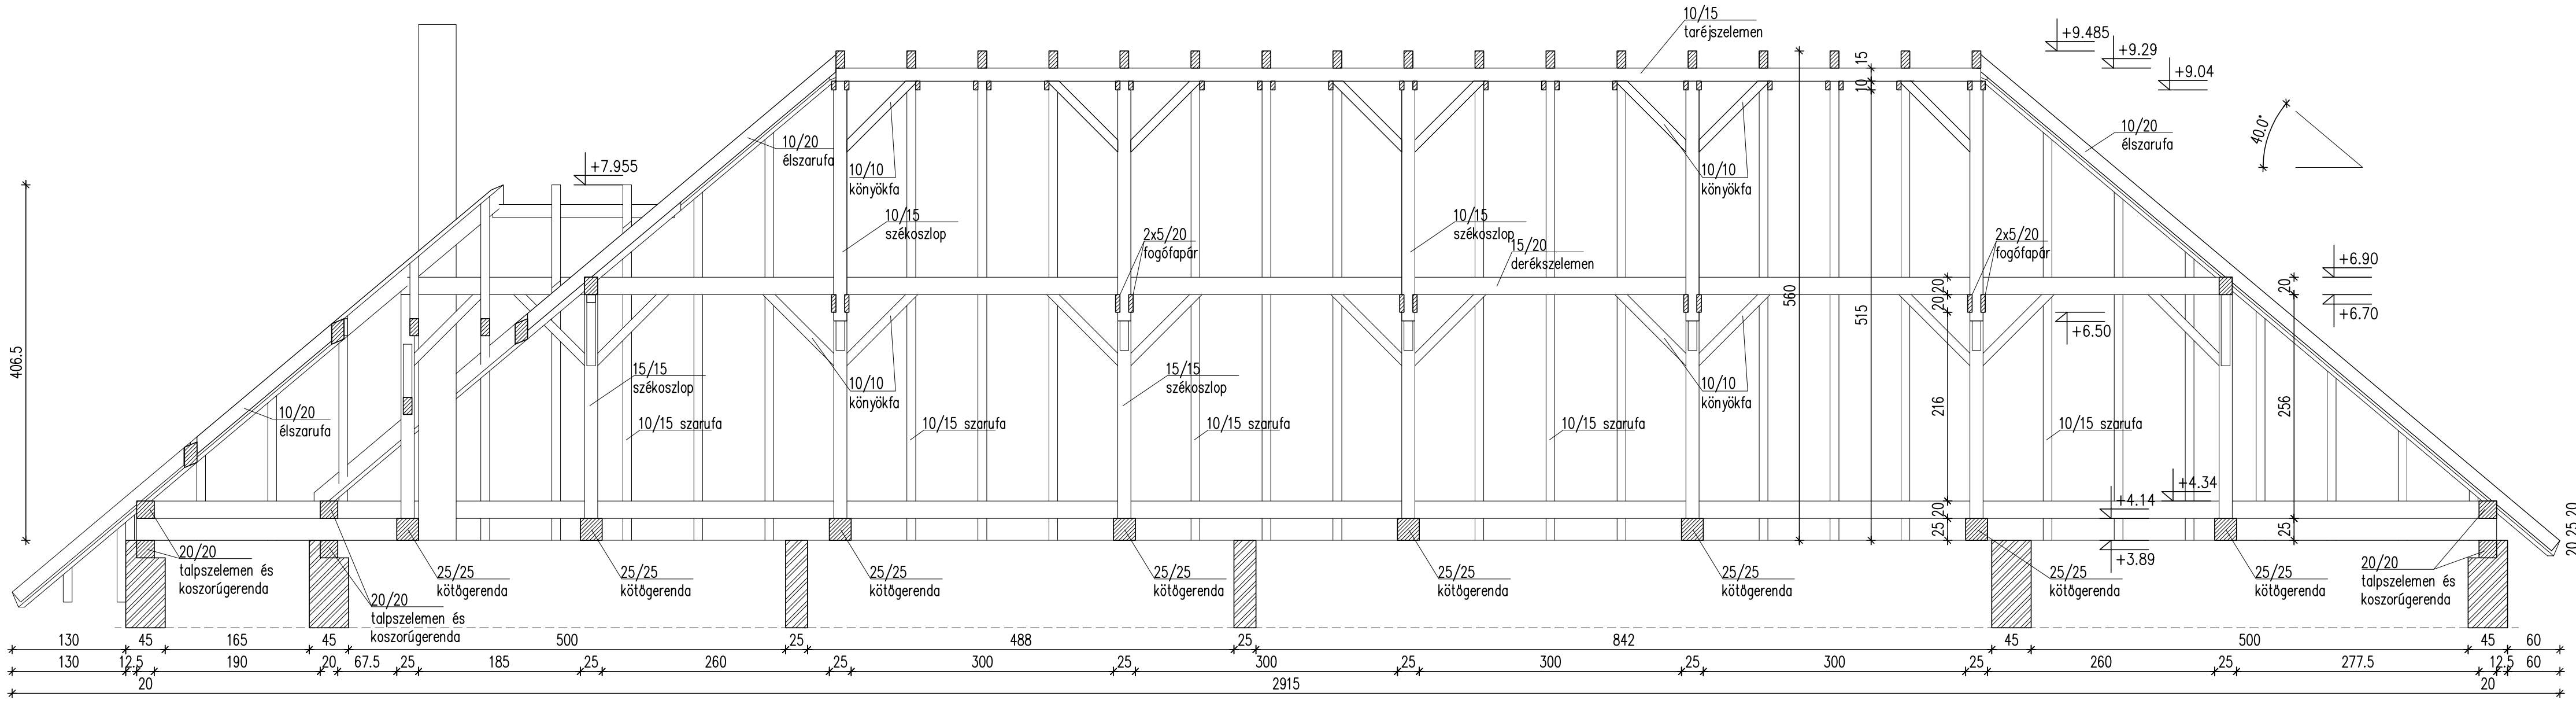 10/15
taréjszelemen
+9.485
+9.29
+9.04
15
10
40.0°
10/20
élszarufa
10/20
élszarufa
+7.955
10/10
könyökfa
10/10
könyökfa
10/15
székoszlop
10/15
székoszlop
2x5/20
fogófapár
15/20
derékszelemen
2x5/20
fogófapár
+6.90
+6.70
+6.50
20
20
20
560
515
406.5
216
256
15/15
székoszlop
15/15
székoszlop
10/10
könyökfa
10/10
könyökfa
10/20
élszarufa
10/15 szarufa
10/15 szarufa
10/15 szarufa
10/15 szarufa
10/15 szarufa
+4.34
+4.14
+3.89
20
25
25
20 25 20
20/20
talpszelemen és
koszorúgerenda
20/20
talpszelemen és
koszorúgerenda
25/25
kötőgerenda
25/25
kötőgerenda
25/25
kötőgerenda
25/25
kötőgerenda
25/25
kötőgerenda
25/25
kötőgerenda
25/25
kötőgerenda
25/25
kötőgerenda
20/20
talpszelemen és
koszorúgerenda
130 45 165 45 500 25 488 25 842 45 500 45 60
130 12.5 190 20 67.5 25 185 25 260 25 300 25 300 25 300 25 300 25 260 25 277.5 12.5 60
20 2915 20